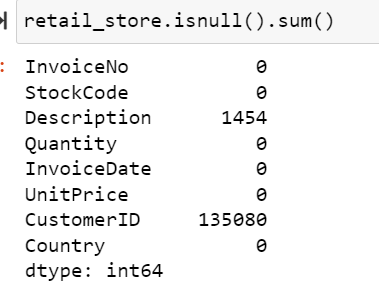 retail_store.isnull().sum()
InvoiceNo 0
StockCode 0
Description 1454
Quantity 0
InvoiceDate 0
UnitPrice 0
CustomerID 135080
Country 0
dtype: int64